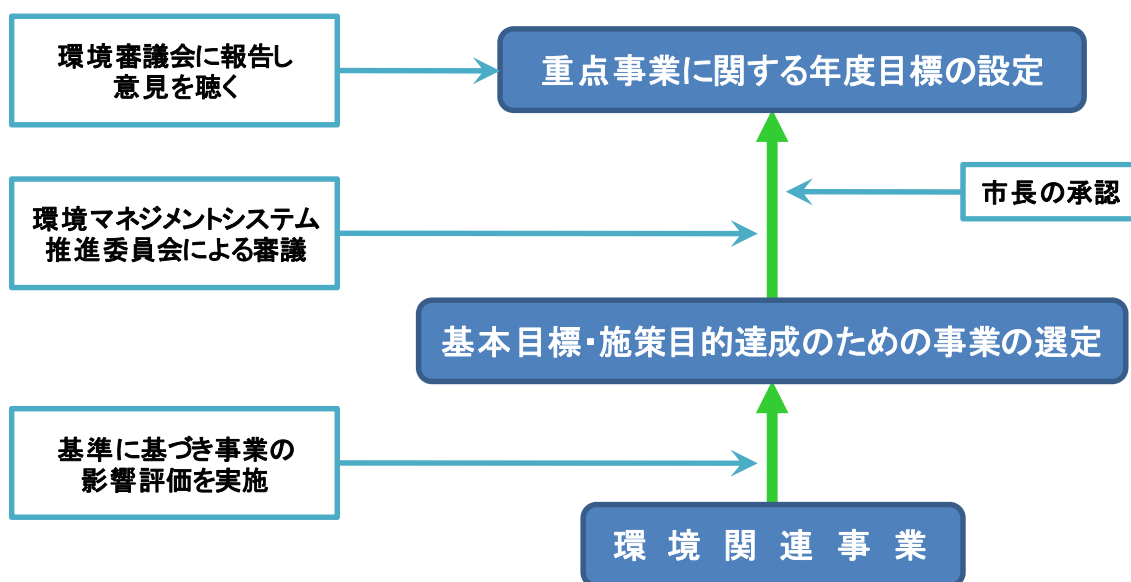 環境審議会に報告し
意見を聴く
重点事業に関する年度目標の設定
市長の承認
環境マネジメントシステム
推進委員会による審議
基本目標・施策目的達成のための事業の選定
基準に基づき事業の
影響評価を実施
環境関連事業